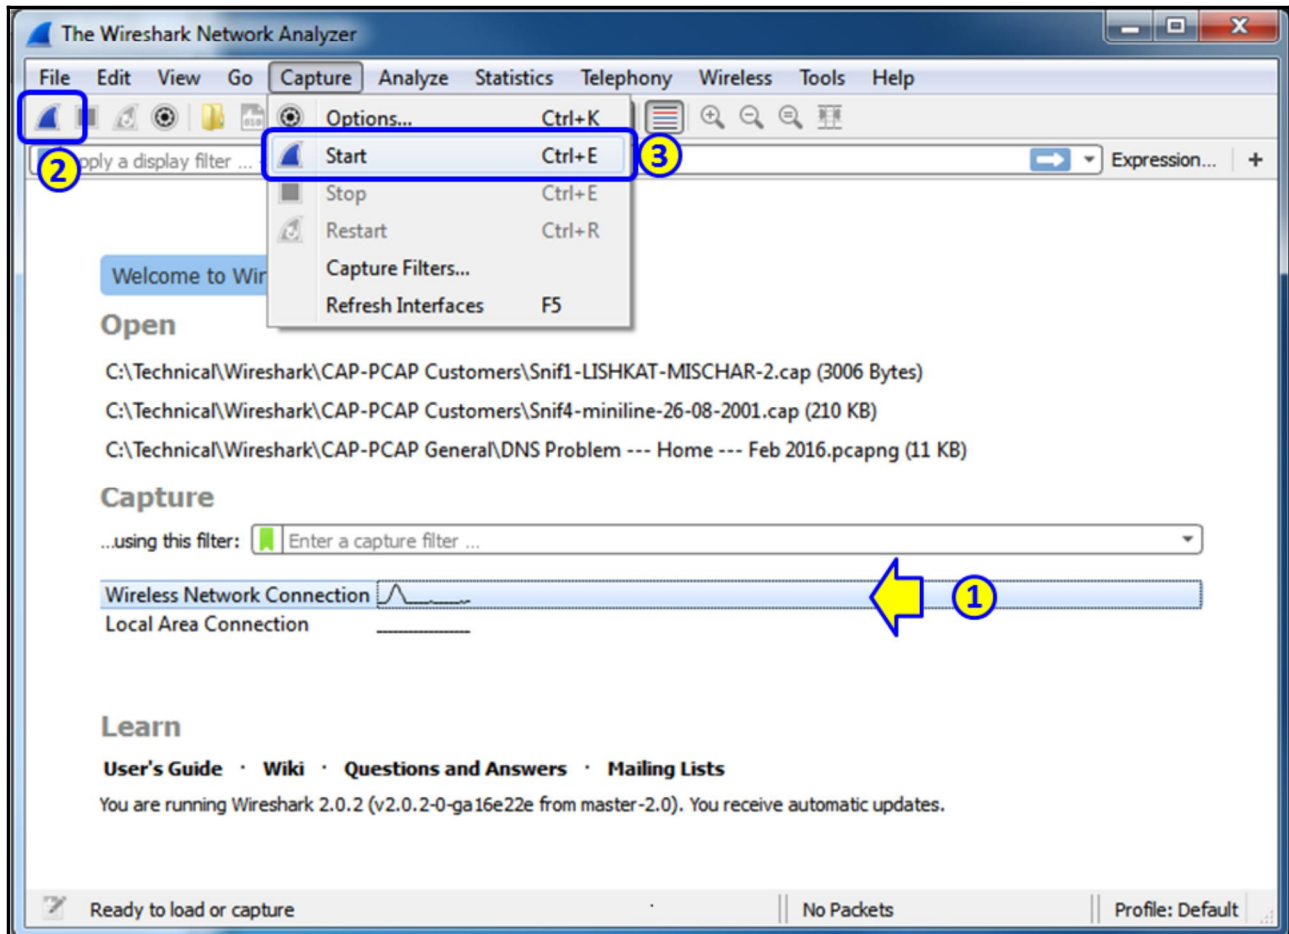 The Wireshark Network Analyzer
File Edit View Go Capture Analyze Statistics Telephony Wireless Tools Help
Options... Ctrl+K
2 pply a display filter ... Start Ctrl+E 3 Expression... +
Stop Ctrl+E
Restart Ctrl+R
Welcome to Wir
Capture Filters...
Refresh Interfaces F5
Open
C:\Technical\Wireshark\CAP-PCAP Customers\Snif1-LISHKAT-MISCHAR-2.cap (3006 Bytes)
C:\Technical\Wireshark\CAP-PCAP Customers\Snif4-miniline-26-08-2001.cap (210 KB)
C:\Technical\Wireshark\CAP-PCAP General\DNS Problem --- Home --- Feb 2016.pcapng (11 KB)
Capture
...using this filter: Enter a capture filter ...
Wireless Network Connection 1
Local Area Connection
Learn
User's Guide · Wiki · Questions and Answers · Mailing Lists
You are running Wireshark 2.0.2 (v2.0.2-0-ga16e22e from master-2.0). You receive automatic updates.
Ready to load or capture No Packets Profile: Default